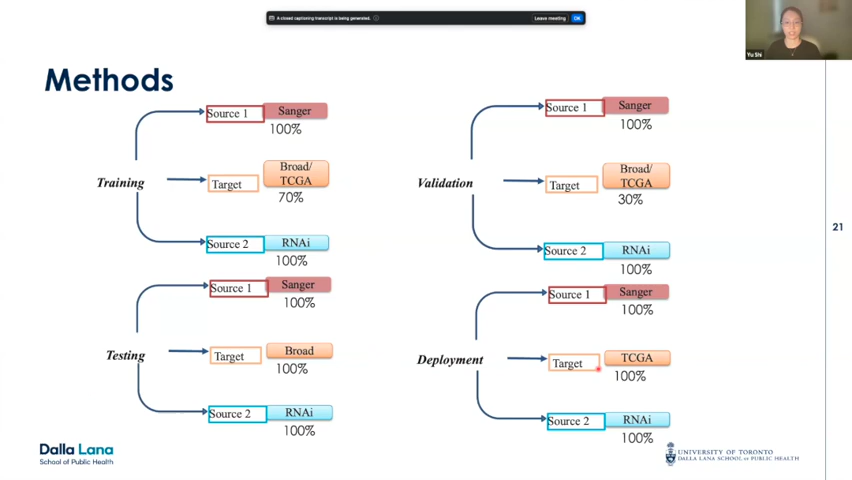 A closed captioning transcript is being generated.
Leave meeting
OK
Yu Shi
Methods
Source 1
Sanger
100%
Training
Target
Broad/
TCGA
70%
Source 2
RNAi
100%
Source 1
Sanger
100%
Validation
Target
Broad/
TCGA
30%
Source 2
RNAi
100%
21
Source 1
Sanger
100%
Testing
Target
Broad
100%
Source 2
RNAi
100%
Source 1
Sanger
100%
Deployment
Target
TCGA
100%
Source 2
RNAi
100%
Dalla Lana
School of Public Health
UNIVERSITY OF TORONTO
DALLA LANA SCHOOL OF PUBLIC HEALTH